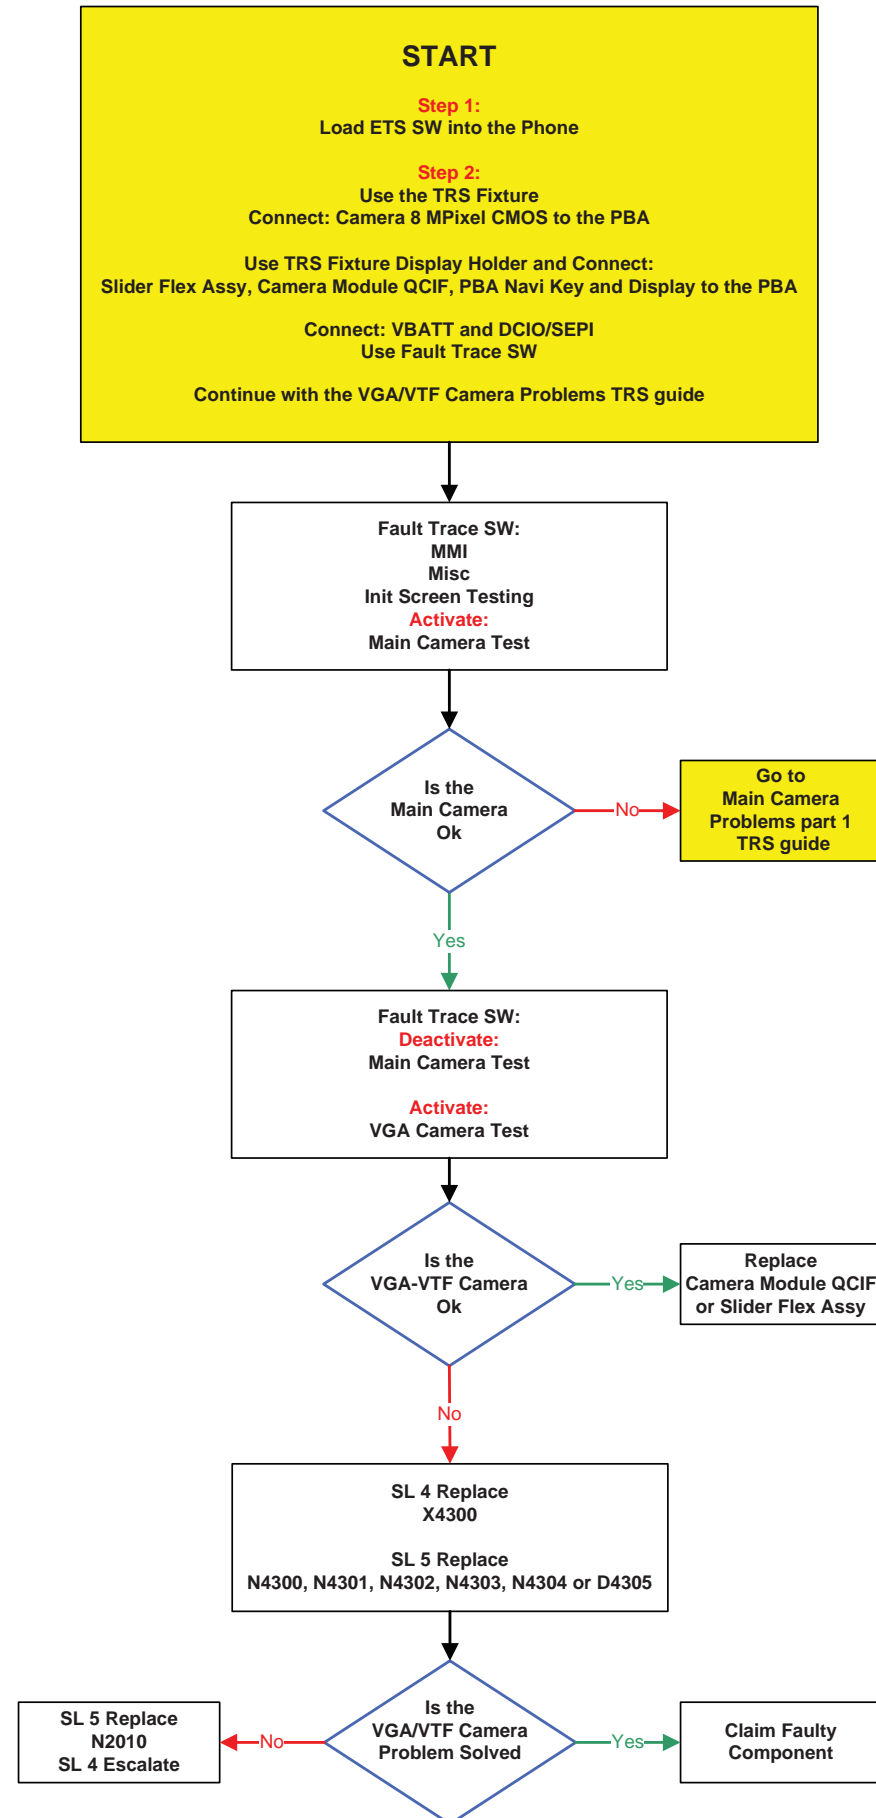 START
Step 1:
Load ETS SW into the Phone
Step 2:
Use the TRS Fixture
Connect: Camera 8 MPixel CMOS to the PBA
Use TRS Fixture Display Holder and Connect:
Slider Flex Assy, Camera Module QCIF, PBA Navi Key and Display to the PBA
Connect: VBATT and DCIO/SEPI
Use Fault Trace SW
Continue with the VGA/VTF Camera Problems TRS guide
Fault Trace SW:
MMI
Misc
Init Screen Testing
Activate:
Main Camera Test
Is the
Main Camera
Ok
No
Go to
Main Camera
Problems part 1
TRS guide
Yes
Fault Trace SW:
Deactivate:
Main Camera Test
Activate:
VGA Camera Test
Is the
VGA-VTF Camera
Ok
Yes
Replace
Camera Module QCIF
or Slider Flex Assy
No
SL 4 Replace
X4300
SL 5 Replace
N4300, N4301, N4302, N4303, N4304 or D4305
Is the
VGA/VTF Camera
Problem Solved
No
SL 5 Replace
N2010
SL 4 Escalate
Yes
Claim Faulty
Component